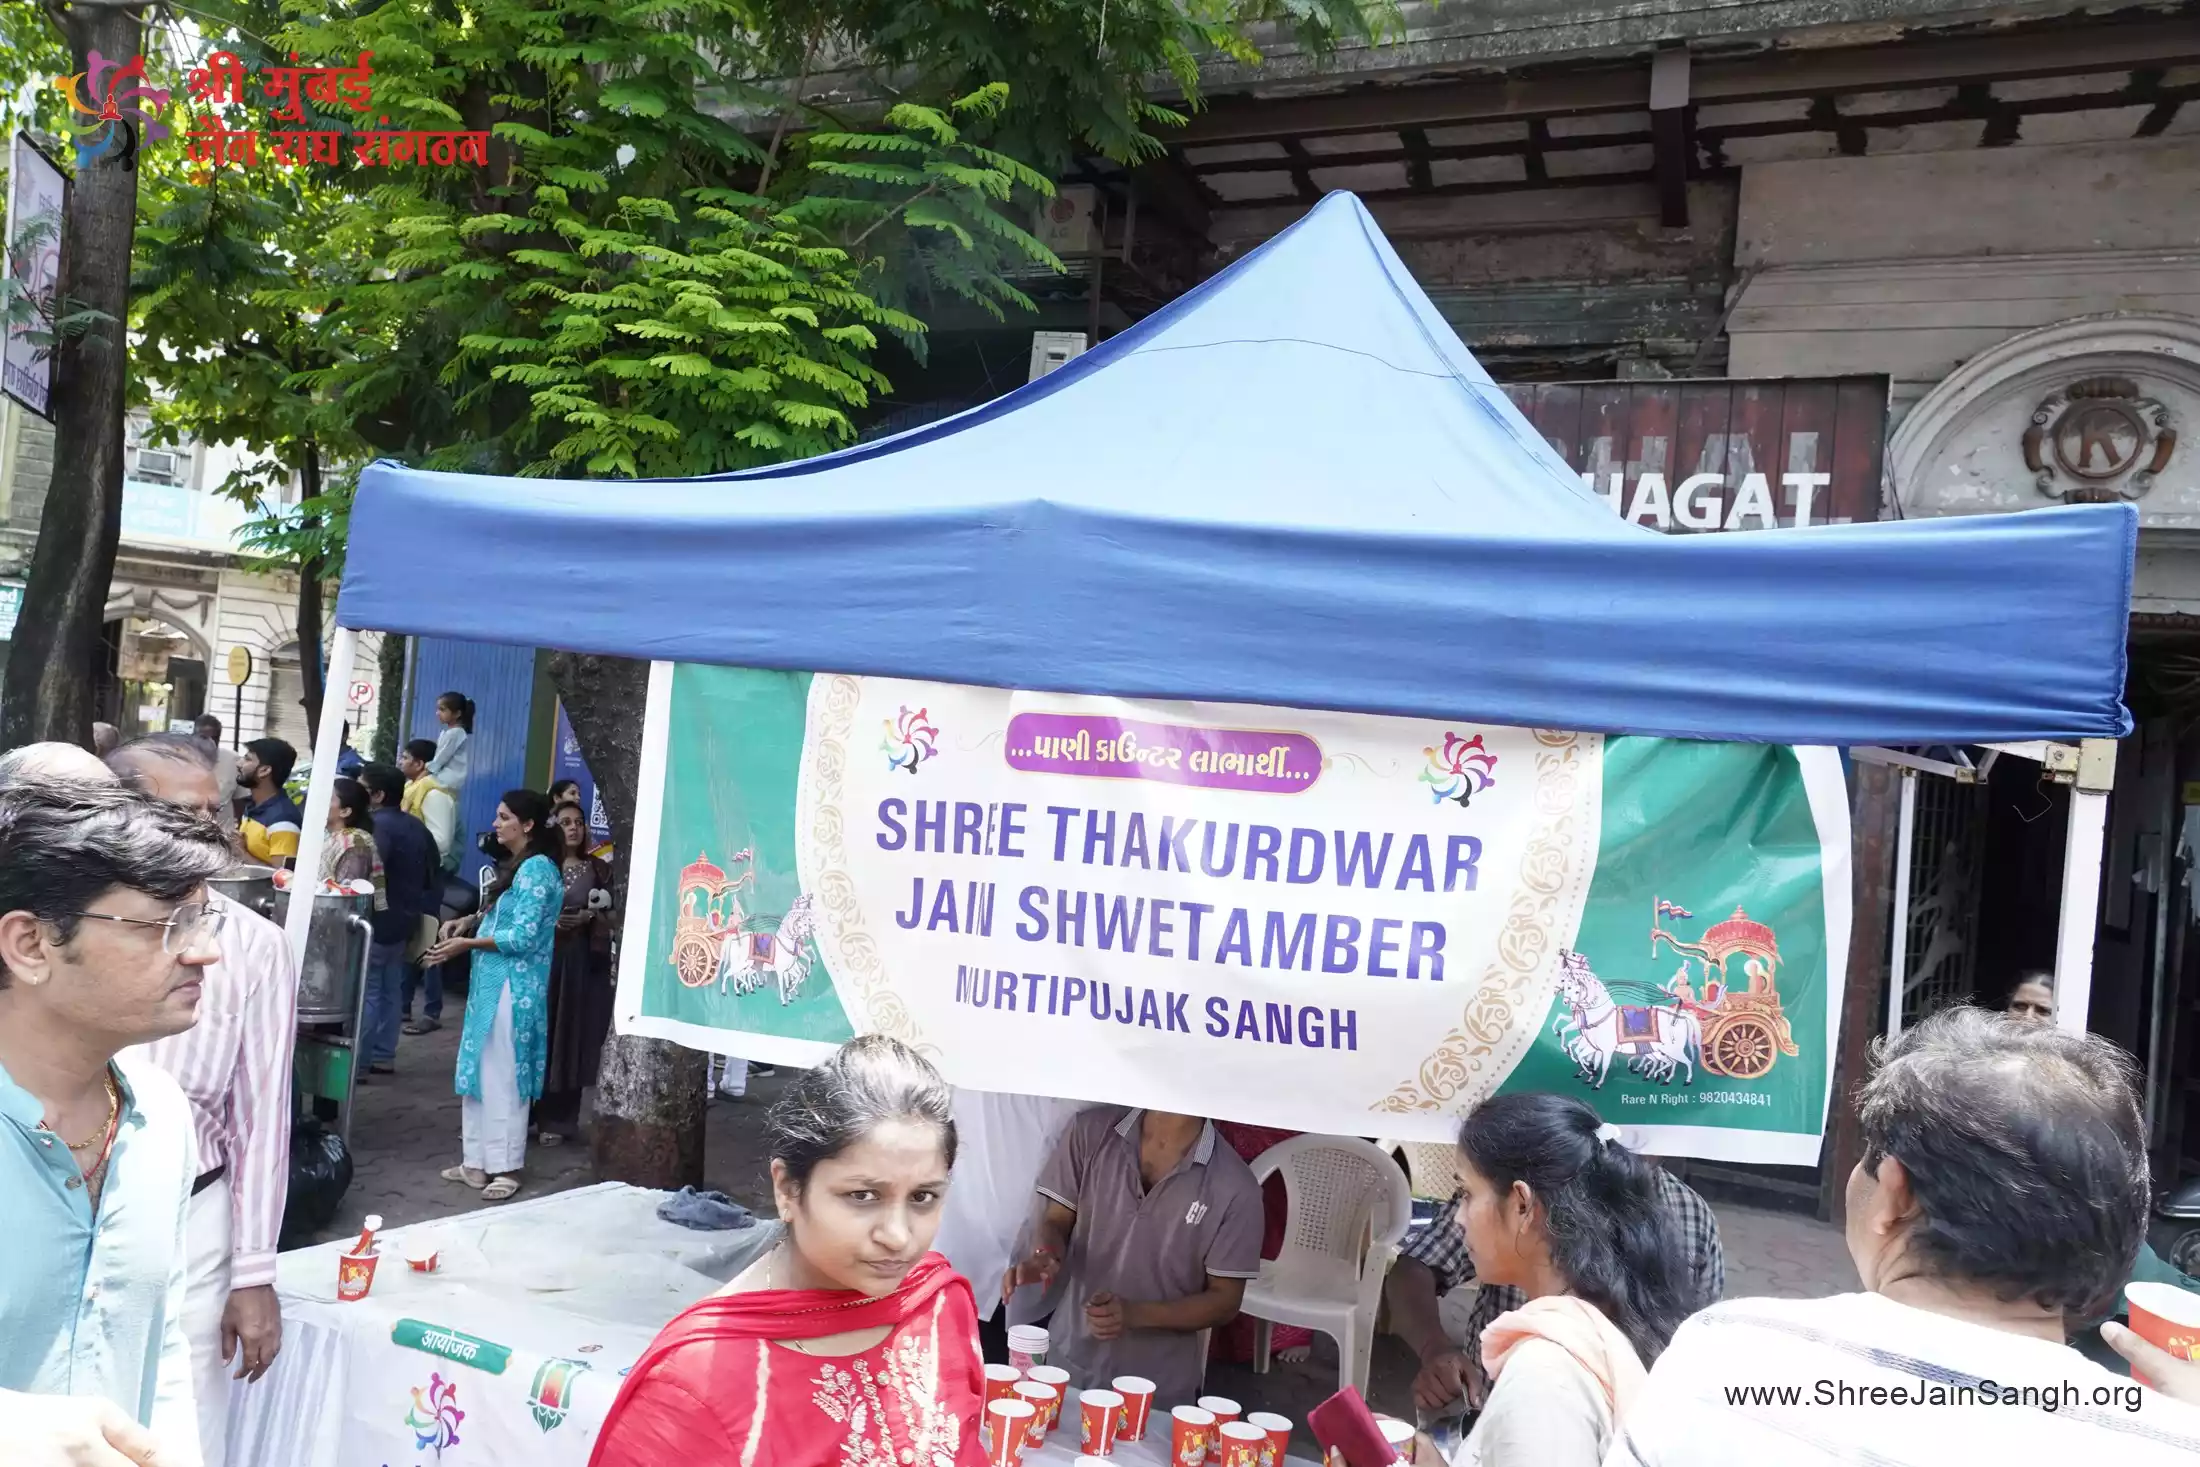 श्री मुंबई
जैन संघ संगठन
HAGAT
K
P
...પાણી કાઉન્ટર લાભાર્થી...
SHREE THAKURDWAR
JAIN SHWETAMBER
MURTIPUJAK SANGH
Rare N Right : 9820434841
आयोजक
www.ShreeJainSangh.org